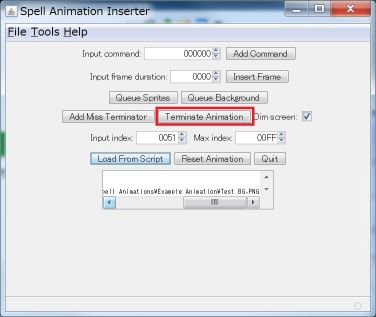 Spell Animation Inserter
File Tools Help
Input command: 000000 Add Command
Input frame duration: 0000 Insert Frame
Queue Sprites Queue Background
Add Miss Terminator Terminate Animation Dim screen:
Input index: 0051 Max index: 00FF
Load From Script Reset Animation Quit
pell Animations¥Example Animation¥Test BG.PNG